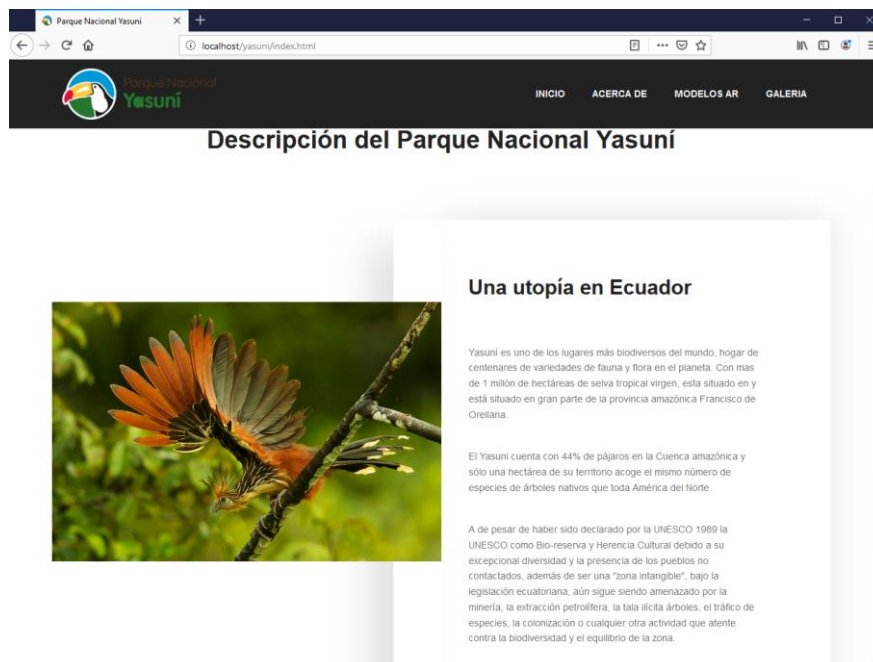 Parque Nacional Yasuni
localhost/yasuni/index.html
Parque Nacional
Yasuní
INICIO ACERCA DE MODELOS AR GALERIA
Descripción del Parque Nacional Yasuní
Una utopía en Ecuador
Yasuní es uno de los lugares más biodiversos del mundo, hogar de
centenares de variedades de fauna y flora en el planeta. Con mas
de 1 millón de hectáreas de selva tropical virgen, esta situado en y
está situado en gran parte de la provincia amazónica Francisco de
Orellana.
El Yasuni cuenta con 44% de pájaros en la Cuenca amazónica y
sólo una hectárea de su territorio acoge el mismo número de
especies de árboles nativos que toda América del Norte.
A de pesar de haber sido declarado por la UNESCO 1989 la
UNESCO como Bio-reserva y Herencia Cultural debido a su
excepcional diversidad y la presencia de los pueblos no
contactados, además de ser una "zona intangible", bajo la
legislación ecuatoriana, aún sigue siendo amenazado por la
minería, la extracción petrolífera, la tala ilícita árboles, el tráfico de
especies, la colonización o cualquier otra actividad que atente
contra la biodiversidad y el equilibrio de la zona.